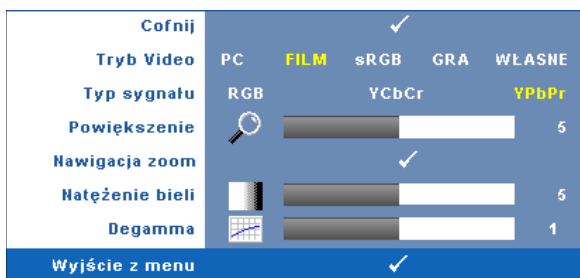 Cofnij
Tryb Video PC FILM sRGB GRA WŁASNE
Typ sygnału RGB YCbCr YPbPr
Powiększenie 5
Nawigacja zoom
Natężenie bieli 5
Degamma 1
Wyjście z menu